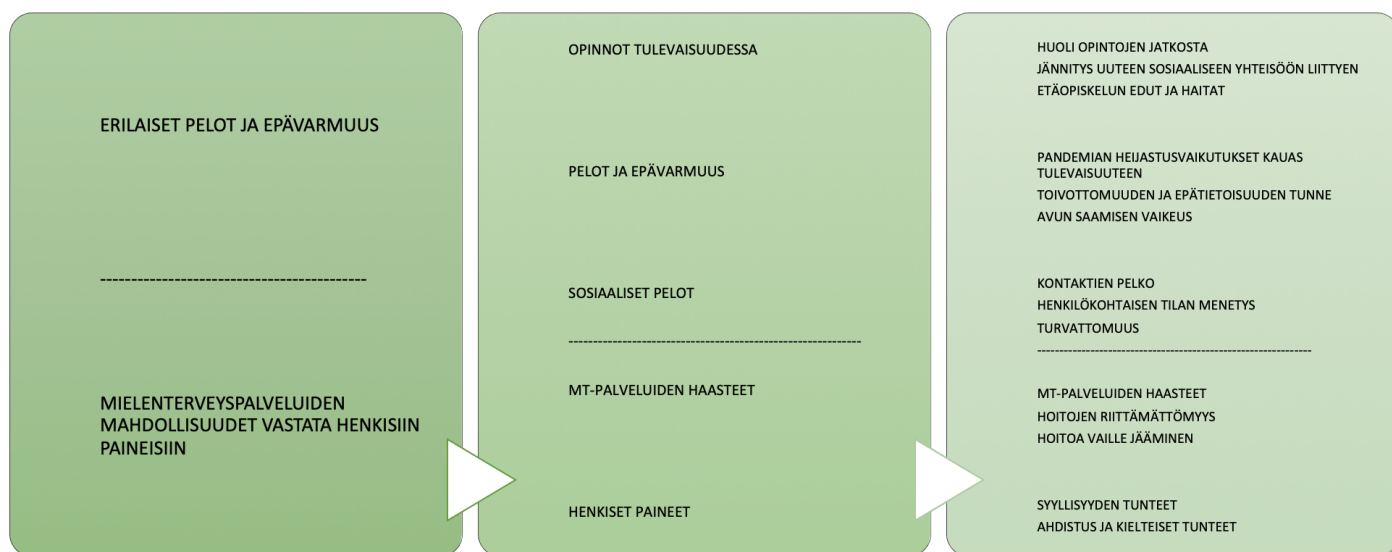 ERILAISET PELOT JA EPÄVARMUUS
-------------------------------------------
MIELENTERVEYSPALVELUIDEN
MAHDOLLISUUDET VASTATA HENKISIIN
PAINEISIIN
OPINNOT TULEVAISUUDESSA
PELOT JA EPÄVARMUUS
SOSIAALISET PELOT
------------------------------------------------------------
MT-PALVELUIDEN HAASTEET
HENKISET PAINEET
HUOLI OPINTOJEN JATKOSTA
JÄNNITYS UUTEEN SOSIAALISEEN YHTEISÖÖN LIITTYEN
ETÄOPISKELUN EDUT JA HAITAT
PANDEMIAN HEIJASTUSVAIKUTUKSET KAUAS
TULEVAISUUTEEN
TOIVOTTOMUUDEN JA EPÄTIETOISUUDEN TUNNE
AVUN SAAMISEN VAIKEUS
KONTAKTIEN PELKO
HENKILÖKOHTAISEN TILAN MENETYS
TURVATTOMUUS
---------------------------------------------------------------
MT-PALVELUIDEN HAASTEET
HOITOJEN RIITTÄMÄTTÖMYYS
HOITOA VAILLE JÄÄMINEN
SYYLLISYYDEN TUNTEET
AHDISTUS JA KIELTEISET TUNTEET